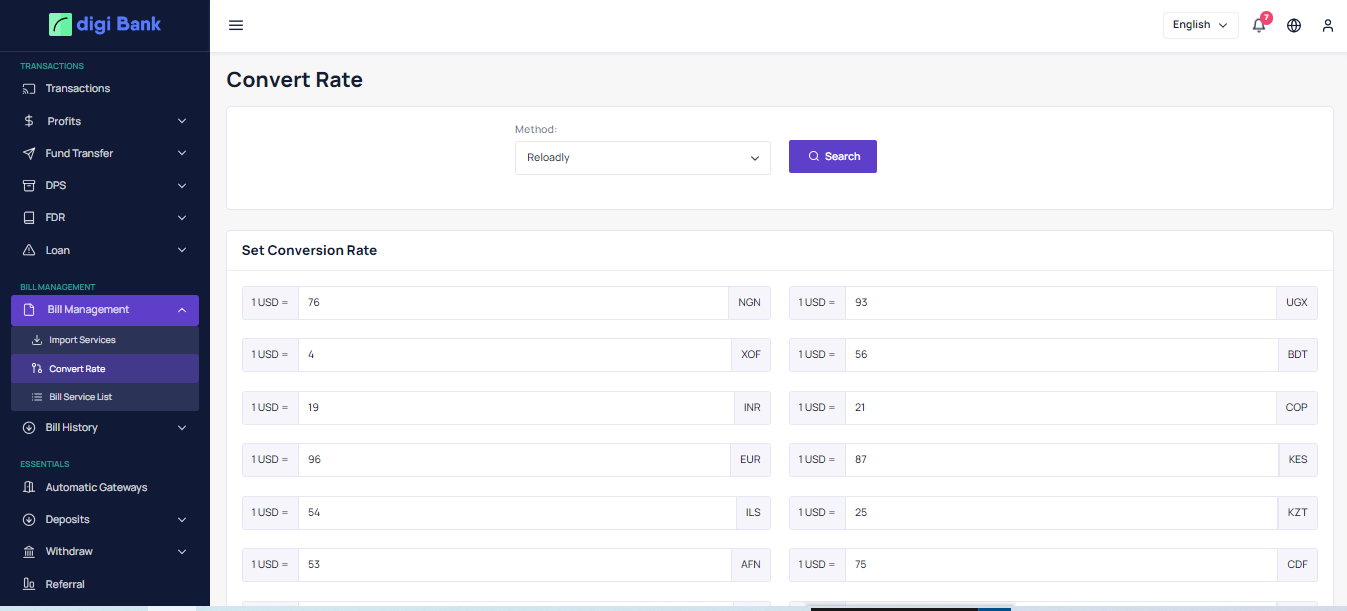 digi Bank
English
7
TRANSACTIONS
Transactions
Profits
Fund Transfer
DPS
FDR
Loan
BILL MANAGEMENT
Bill Management
Import Services
Convert Rate
Bill Service List
Bill History
ESSENTIALS
Automatic Gateways
Deposits
Withdraw
Referral
Convert Rate
Method:
Reloadly
Search
Set Conversion Rate
1 USD = 76 NGN
1 USD = 93 UGX
1 USD = 4 XOF
1 USD = 56 BDT
1 USD = 19 INR
1 USD = 21 COP
1 USD = 96 EUR
1 USD = 87 KES
1 USD = 54 ILS
1 USD = 25 KZT
1 USD = 53 AFN
1 USD = 75 CDF